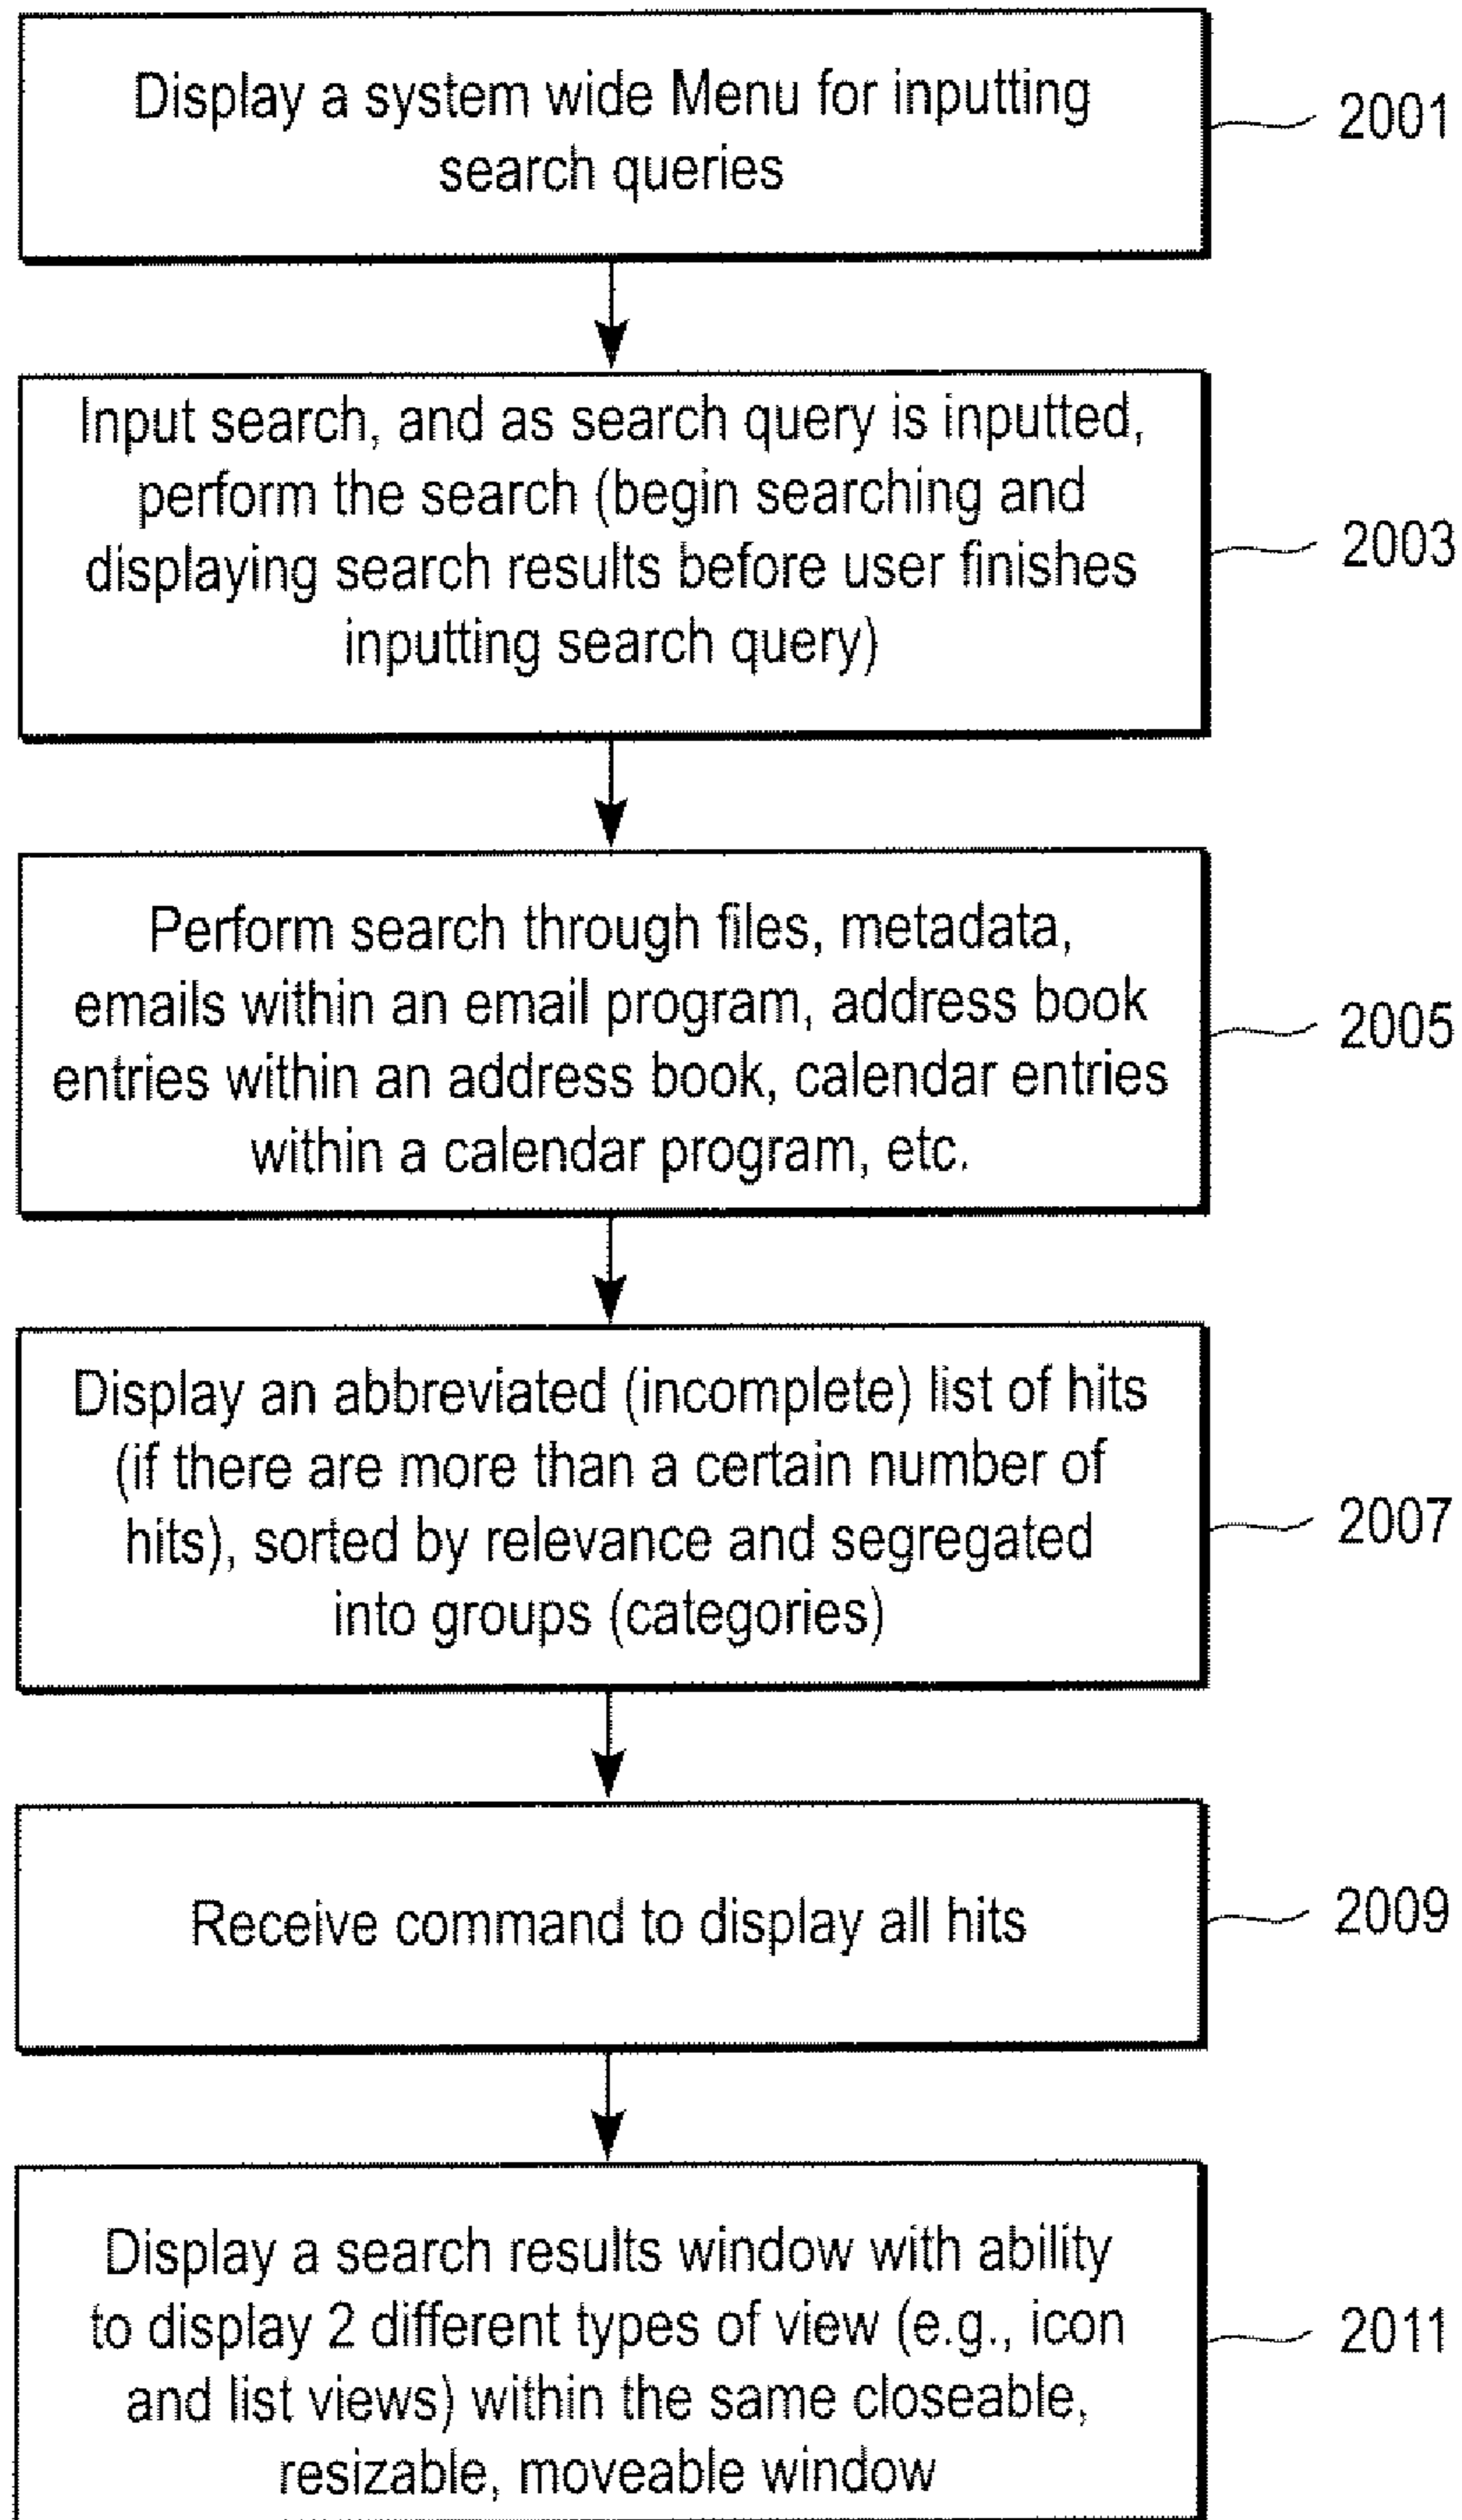 Display a system wide Menu for inputting
search queries
2001
Input search, and as search query is inputted,
perform the search (begin searching and
displaying search results before user finishes
inputting search query)
2003
Perform search through files, metadata,
emails within an email program, address book
entries within an address book, calendar entries
within a calendar program, etc.
2005
Display an abbreviated (incomplete) list of hits
(if there are more than a certain number of
hits), sorted by relevance and segregated
into groups (categories)
2007
Receive command to display all hits
2009
Display a search results window with ability
to display 2 different types of view (e.g., icon
and list views) within the same closeable,
resizable, moveable window
2011